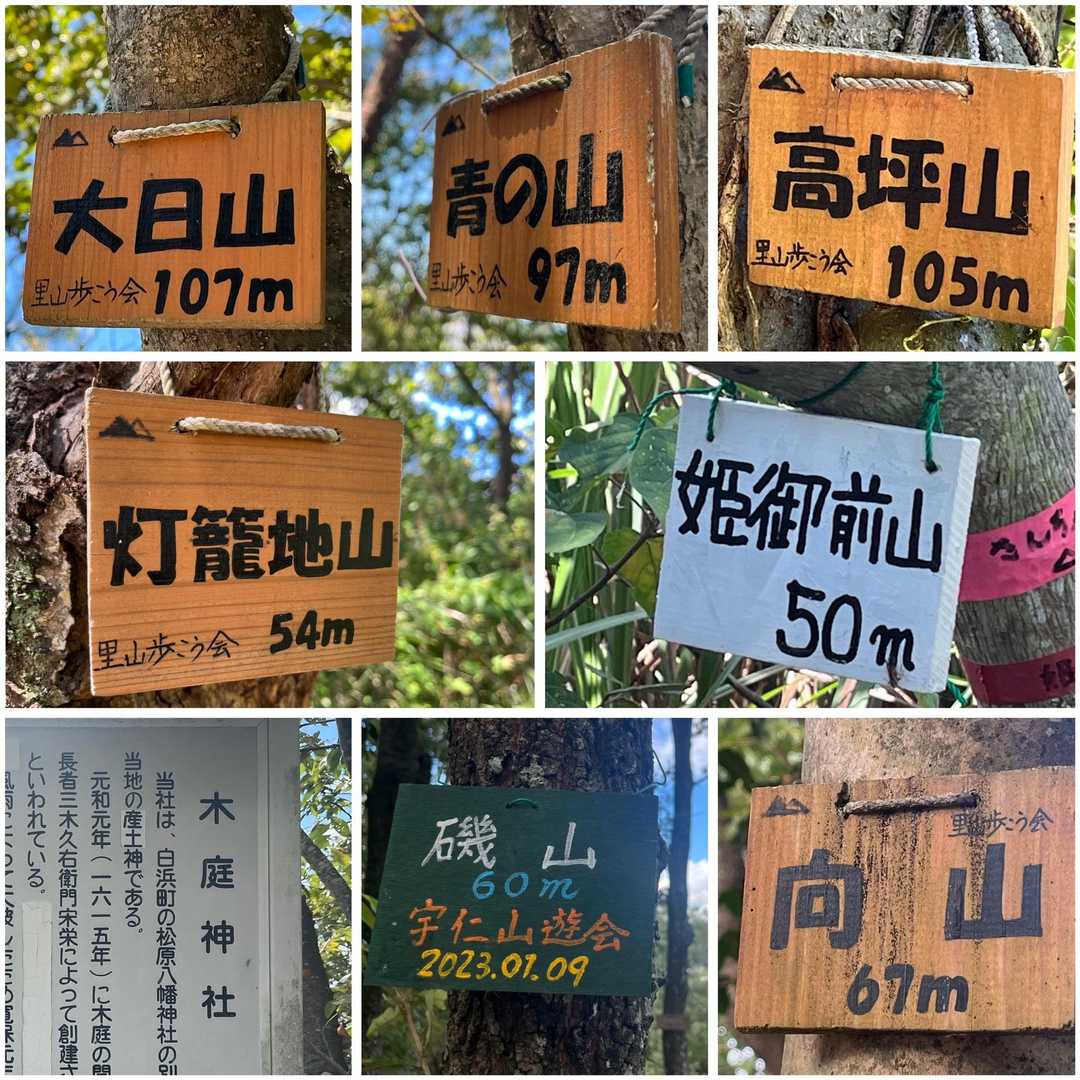 大日山
里山歩こう会 107m
青の山
里山歩こう会 97m
高坪山
里山歩こう会 105m
灯籠地山
里山歩こう会 54m
姫御前山
50m
木庭神社
当社は、白浜町の松原八幡神社の別
当地の産土神である。
元和元年(一六一五年)に木庭の間
長者三木久右衛門宋栄によって創建さ
といわれている。
磯 山
60m
宇仁山遊会
2023.01.09
里山歩こう会
向山
67m